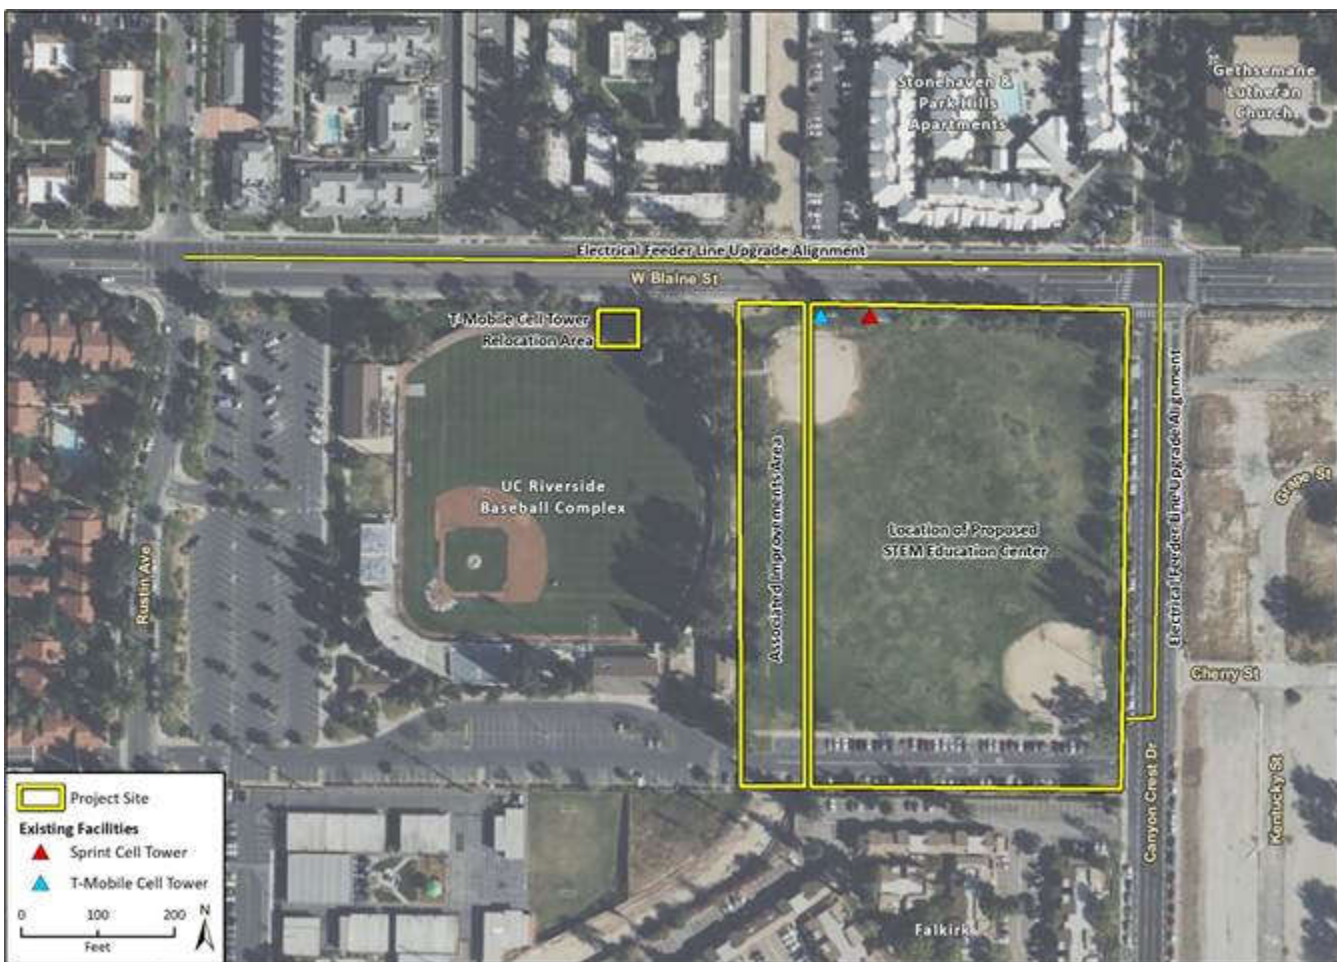 Stonehaven &
Park Hills
Apartments
Gethsemane
Lutheran
Church
Electrical Feeder Line Upgrade Alignment
W Blaine St
T-Mobile Cell Tower
Relocation Area
Electrical Feeder Line Upgrade Alignment
Associated Improvements Area
UC Riverside
Baseball Complex
Location of Proposed
STEM Education Center
Grape St
Rustin Ave
Cherry St
Canyon Crest Dr
Kentucky St
Falkirk
Project Site
Existing Facilities
Sprint Cell Tower
T-Mobile Cell Tower
0 100 200
Feet
N